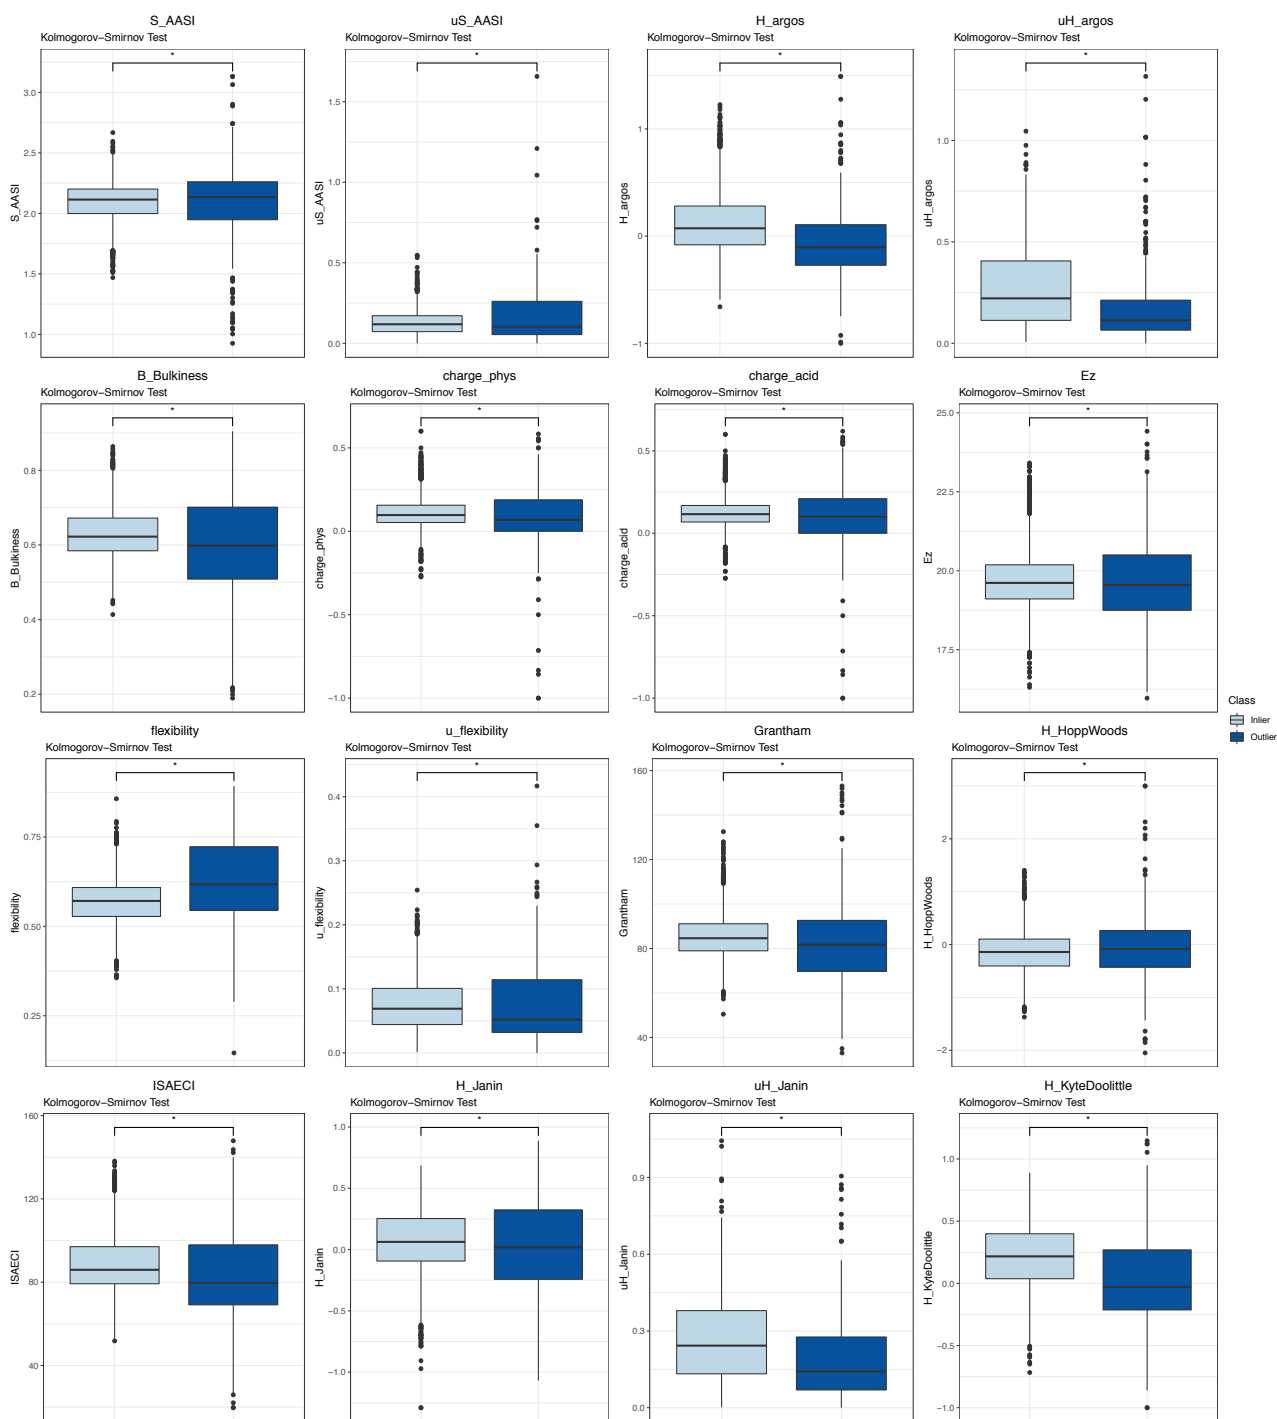 S_AASI
Kolmogorov−Smirnov Test
*
3.0
2.5
2.0
1.5
1.0
S_AASI
uS_AASI
Kolmogorov−Smirnov Test
*
1.5
1.0
0.5
0.0
uS_AASI
H_argos
Kolmogorov−Smirnov Test
*
1
0
−1
H_argos
uH_argos
Kolmogorov−Smirnov Test
*
1.0
0.5
0.0
uH_argos
B_Bulkiness
Kolmogorov−Smirnov Test
*
0.8
0.6
0.4
0.2
B_Bulkiness
charge_phys
Kolmogorov−Smirnov Test
*
0.5
0.0
−0.5
−1.0
charge_phys
charge_acid
Kolmogorov−Smirnov Test
*
0.5
0.0
−0.5
−1.0
charge_acid
Ez
Kolmogorov−Smirnov Test
*
25.0
22.5
20.0
17.5
Ez
Class
Inlier
Outlier
flexibility
Kolmogorov−Smirnov Test
*
0.75
0.50
0.25
flexibility
u_flexibility
Kolmogorov−Smirnov Test
*
0.4
0.3
0.2
0.1
0.0
u_flexibility
Grantham
Kolmogorov−Smirnov Test
*
160
120
80
40
Grantham
H_HoppWoods
Kolmogorov−Smirnov Test
*
2
0
−2
H_HoppWoods
ISAECI
Kolmogorov−Smirnov Test
*
160
120
80
40
ISAECI
H_Janin
Kolmogorov−Smirnov Test
*
1.0
0.5
0.0
−0.5
−1.0
H_Janin
uH_Janin
Kolmogorov−Smirnov Test
*
0.9
0.6
0.3
0.0
uH_Janin
H_KyteDoolittle
Kolmogorov−Smirnov Test
*
1.0
0.5
0.0
−0.5
−1.0
H_KyteDoolittle